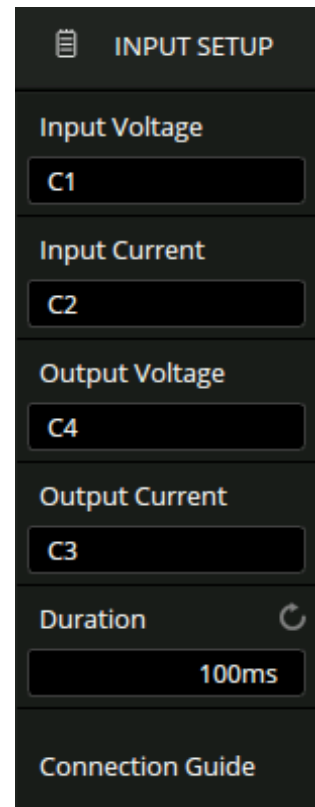 INPUT SETUP
Input Voltage
C1
Input Current
C2
Output Voltage
C4
Output Current
C3
Duration
100ms
Connection Guide